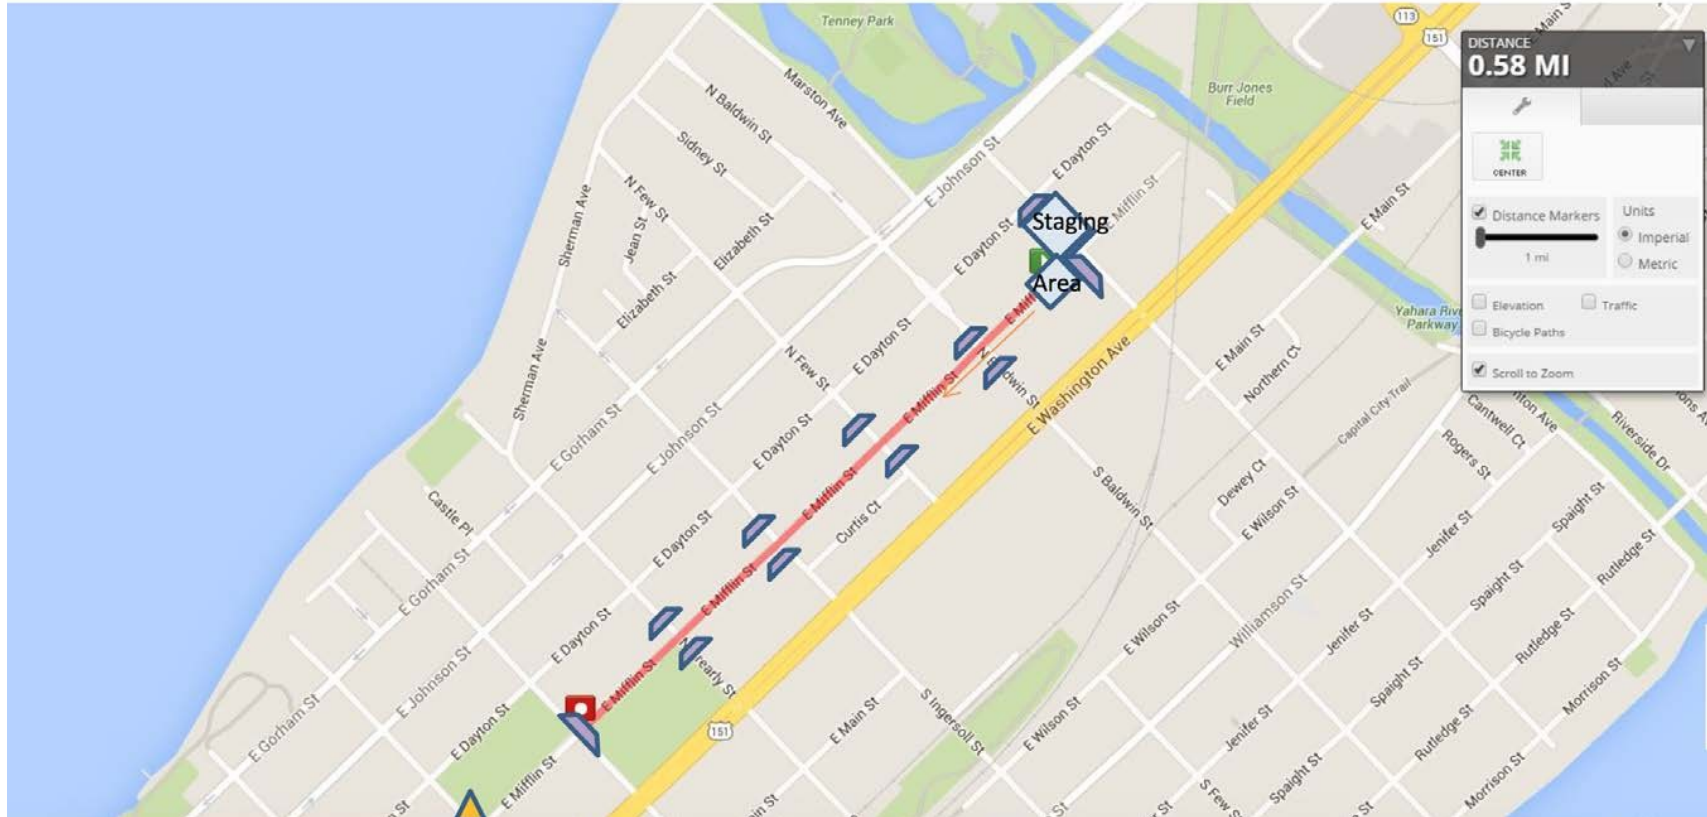 Tenney Park
113
151
E Main St
DISTANCE
0.58 MI
Marston Ave
N Baldwin St
Burr Jones
Field
Sidney St
E Johnson St
E Dayton St
CENTER
N Few St
E Mifflin St
Sherman Ave
Jean St
Elizabeth St
E Dayton St
Staging
E Main St
Distance Markers
Units
Imperial
1 mi
Metric
Area
Elizabeth St
Elevation
Traffic
Bicycle Paths
Scroll to Zoom
Yahara
Parkway
E Main St
Northern Ct
Sherman Ave
N Few St
E Dayton St
E Washington Ave
E Mifflin St
Capital City Trail
Cantwell Ct
Riverside Dr
Rogers St
E Gorham St
E Johnson St
E Dayton St
S Baldwin St
Dewey Ct
E Wilson St
E Mifflin St
Castle Pl
Curtis Ct
E Dayton St
Jenifer St
Spaight St
Rutledge St
E Gorham St
E Mifflin St
E Wilson St
Williamson St
Spaight St
E Dayton St
Jenifer St
Rutledge St
E Johnson St
E Mifflin St
S Ingersoll St
Spaight St
Morrison St
E Gorham St
E Dayton St
151
E Main St
E Wilson St
Jenifer St
Rutledge St
E Mifflin St
S Few St
Spaight St
Morrison St